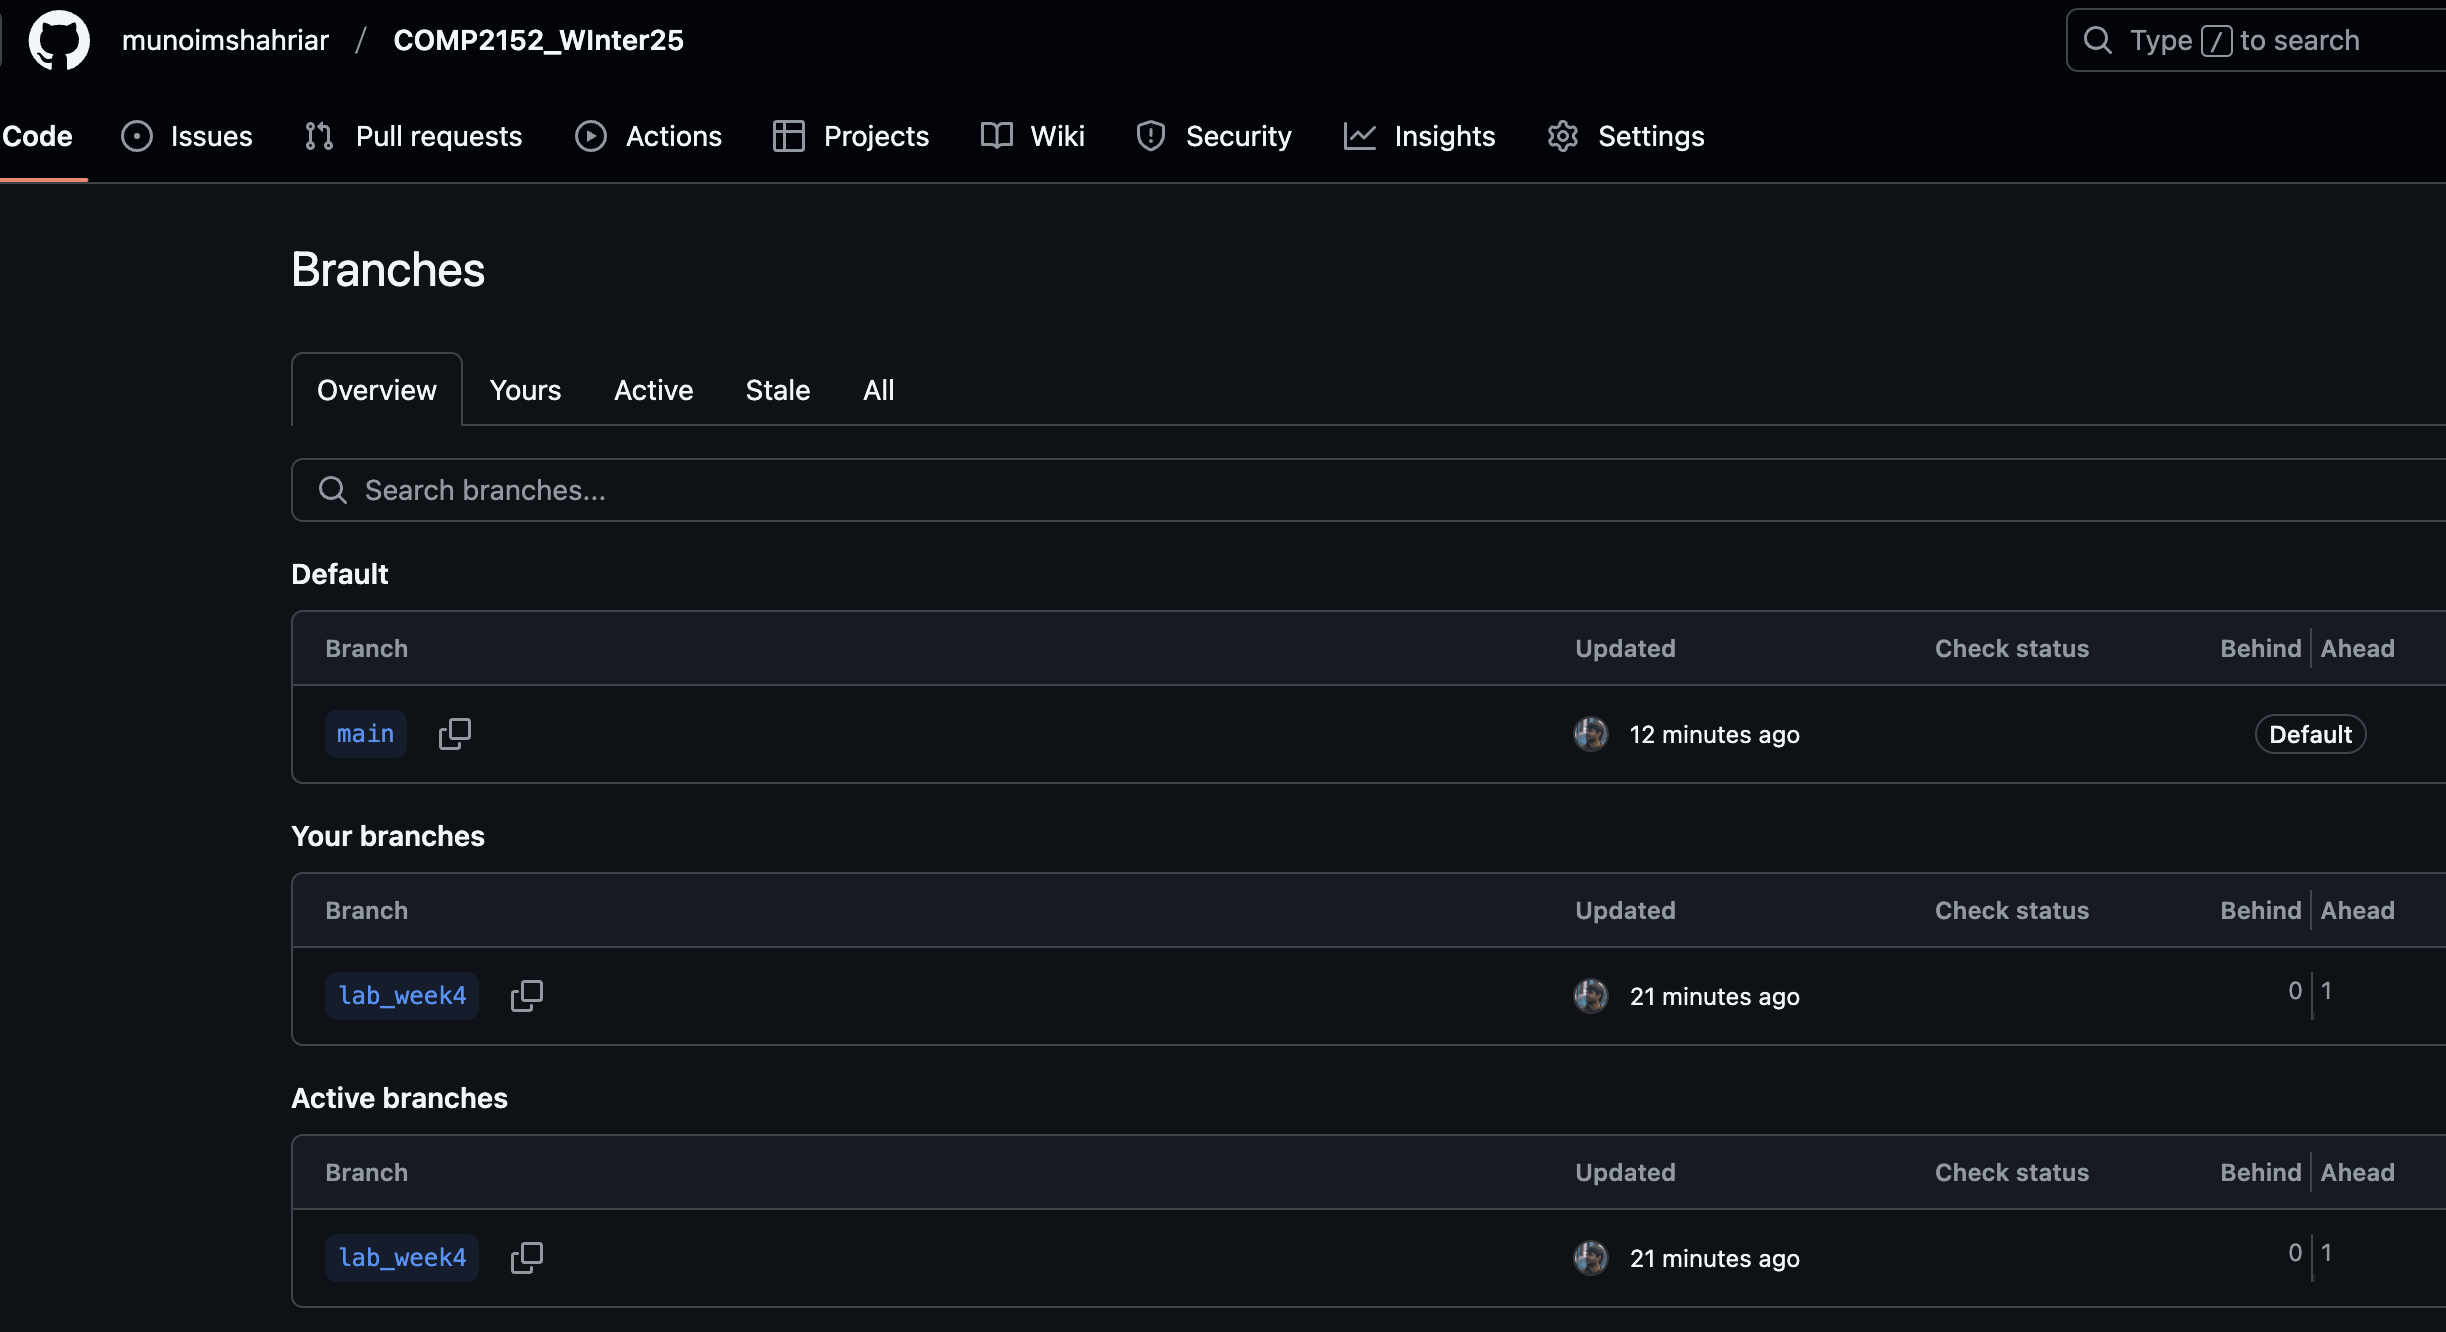 munoimshahriar / COMP2152_WInter25
Type / to search
Code Issues Pull requests Actions Projects Wiki Security Insights Settings
Branches
Overview Yours Active Stale All
Search branches...
Default
Branch Updated Check status Behind Ahead
main 12 minutes ago Default
Your branches
Branch Updated Check status Behind Ahead
lab_week4 21 minutes ago 0 1
Active branches
Branch Updated Check status Behind Ahead
lab_week4 21 minutes ago 0 1